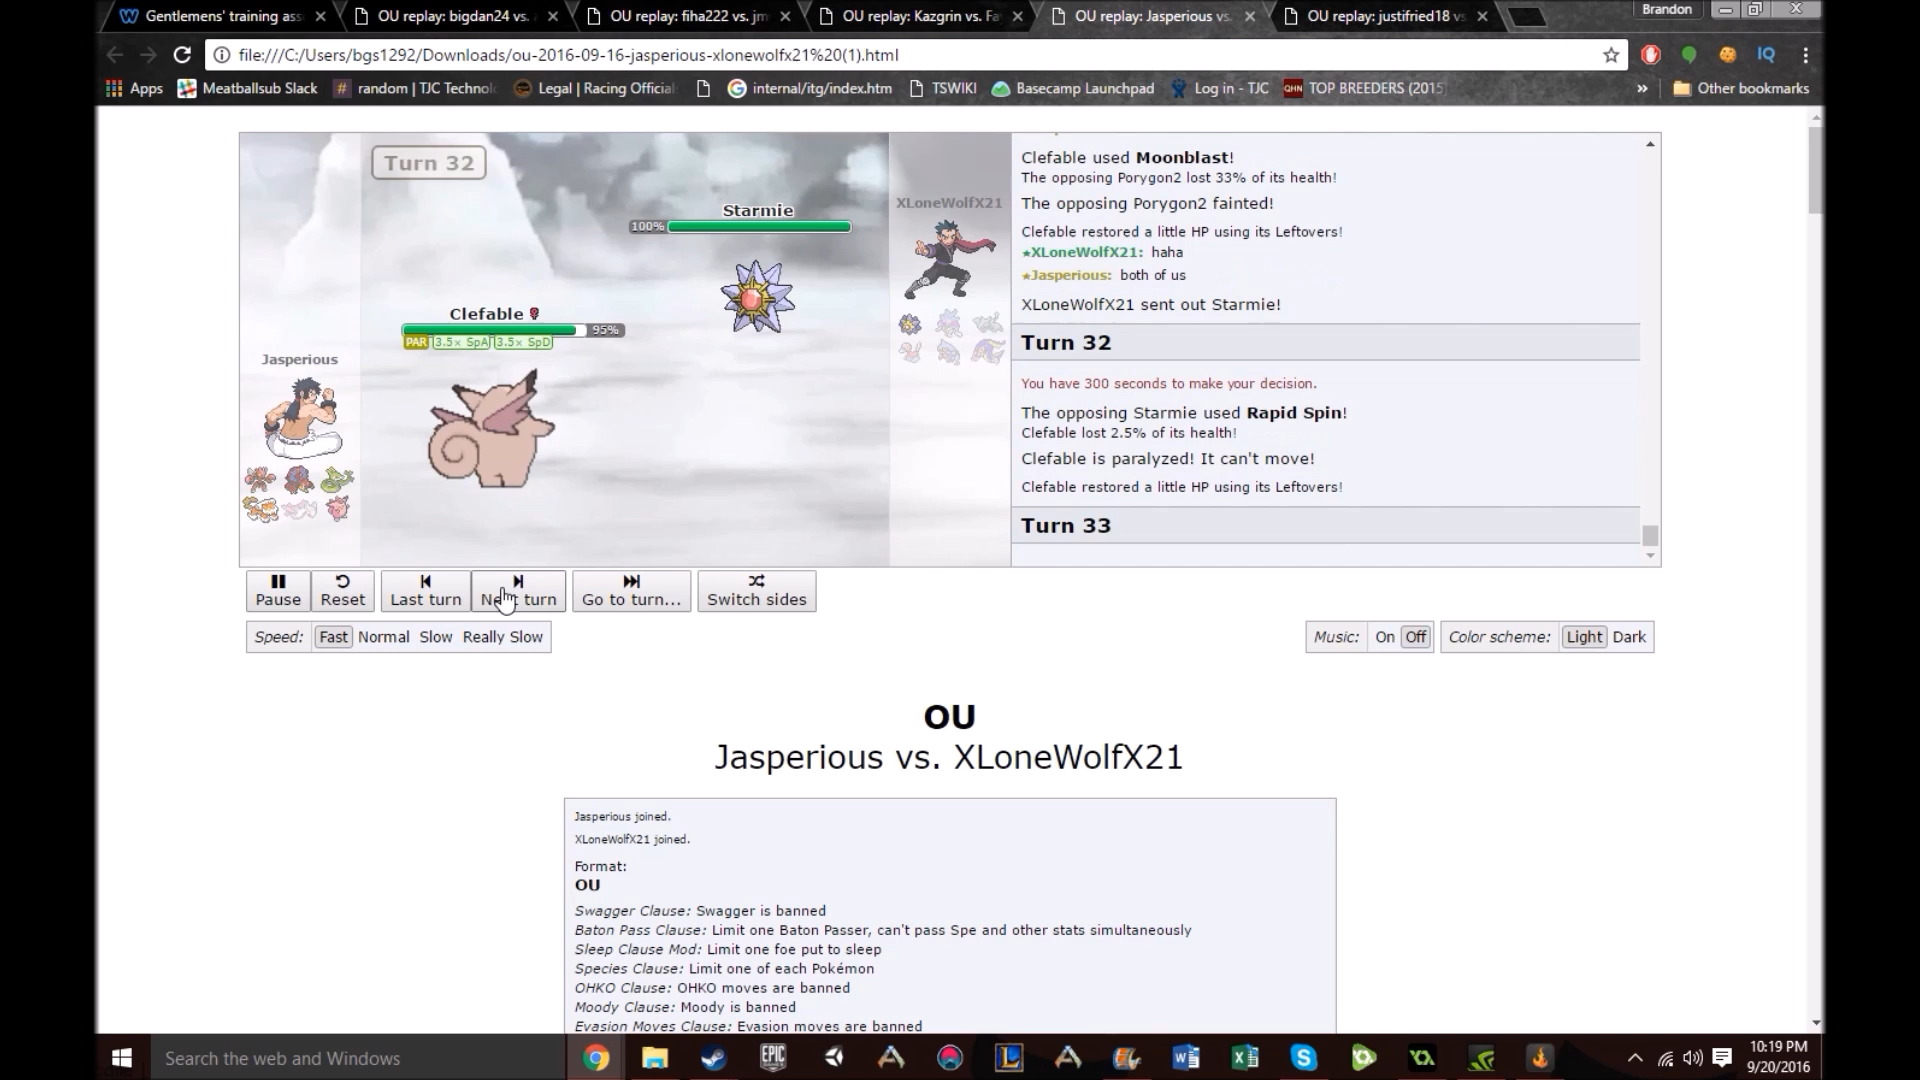 Gentlemens' training ass
OU replay: bigdan24 vs.
OU replay: fiha222 vs. jm
OU replay: Kazgrin vs. Fa
OU replay: Jasperious vs.
OU replay: justifried18 vs
Brandon
file:///C:/Users/bgs1292/Downloads/ou-2016-09-16-jasperious-xlonewolfx21%20(1).html
IQ
Apps
Meatballsub Slack
random | TJC Technolo
Legal | Racing Official
internal/itg/index.htm
TSWIKI
Basecamp Launchpad
Log in - TJC
QHN
TOP BREEDERS (2015
»
Other bookmarks
Turn 32
Starmie
100%
Clefable
95%
PAR 3.5× SpA 3.5× SpD
Jasperious
XLoneWolfX21
Clefable used Moonblast!
The opposing Porygon2 lost 33% of its health!
The opposing Porygon2 fainted!
Clefable restored a little HP using its Leftovers!
★XLoneWolfX21: haha
★Jasperious: both of us
XLoneWolfX21 sent out Starmie!
Turn 32
You have 300 seconds to make your decision.
The opposing Starmie used Rapid Spin!
Clefable lost 2.5% of its health!
Clefable is paralyzed! It can't move!
Clefable restored a little HP using its Leftovers!
Turn 33
Pause
Reset
Last turn
Next turn
Go to turn...
Switch sides
Speed: Fast Normal Slow Really Slow
Music: On Off
Color scheme: Light Dark
OU
Jasperious vs. XLoneWolfX21
Jasperious joined.
XLoneWolfX21 joined.
Format:
OU
Swagger Clause: Swagger is banned
Baton Pass Clause: Limit one Baton Passer, can't pass Spe and other stats simultaneously
Sleep Clause Mod: Limit one foe put to sleep
Species Clause: Limit one of each Pokémon
OHKO Clause: OHKO moves are banned
Moody Clause: Moody is banned
Evasion Moves Clause: Evasion moves are banned
Search the web and Windows
EPIC GAMES
10:19 PM
9/20/2016